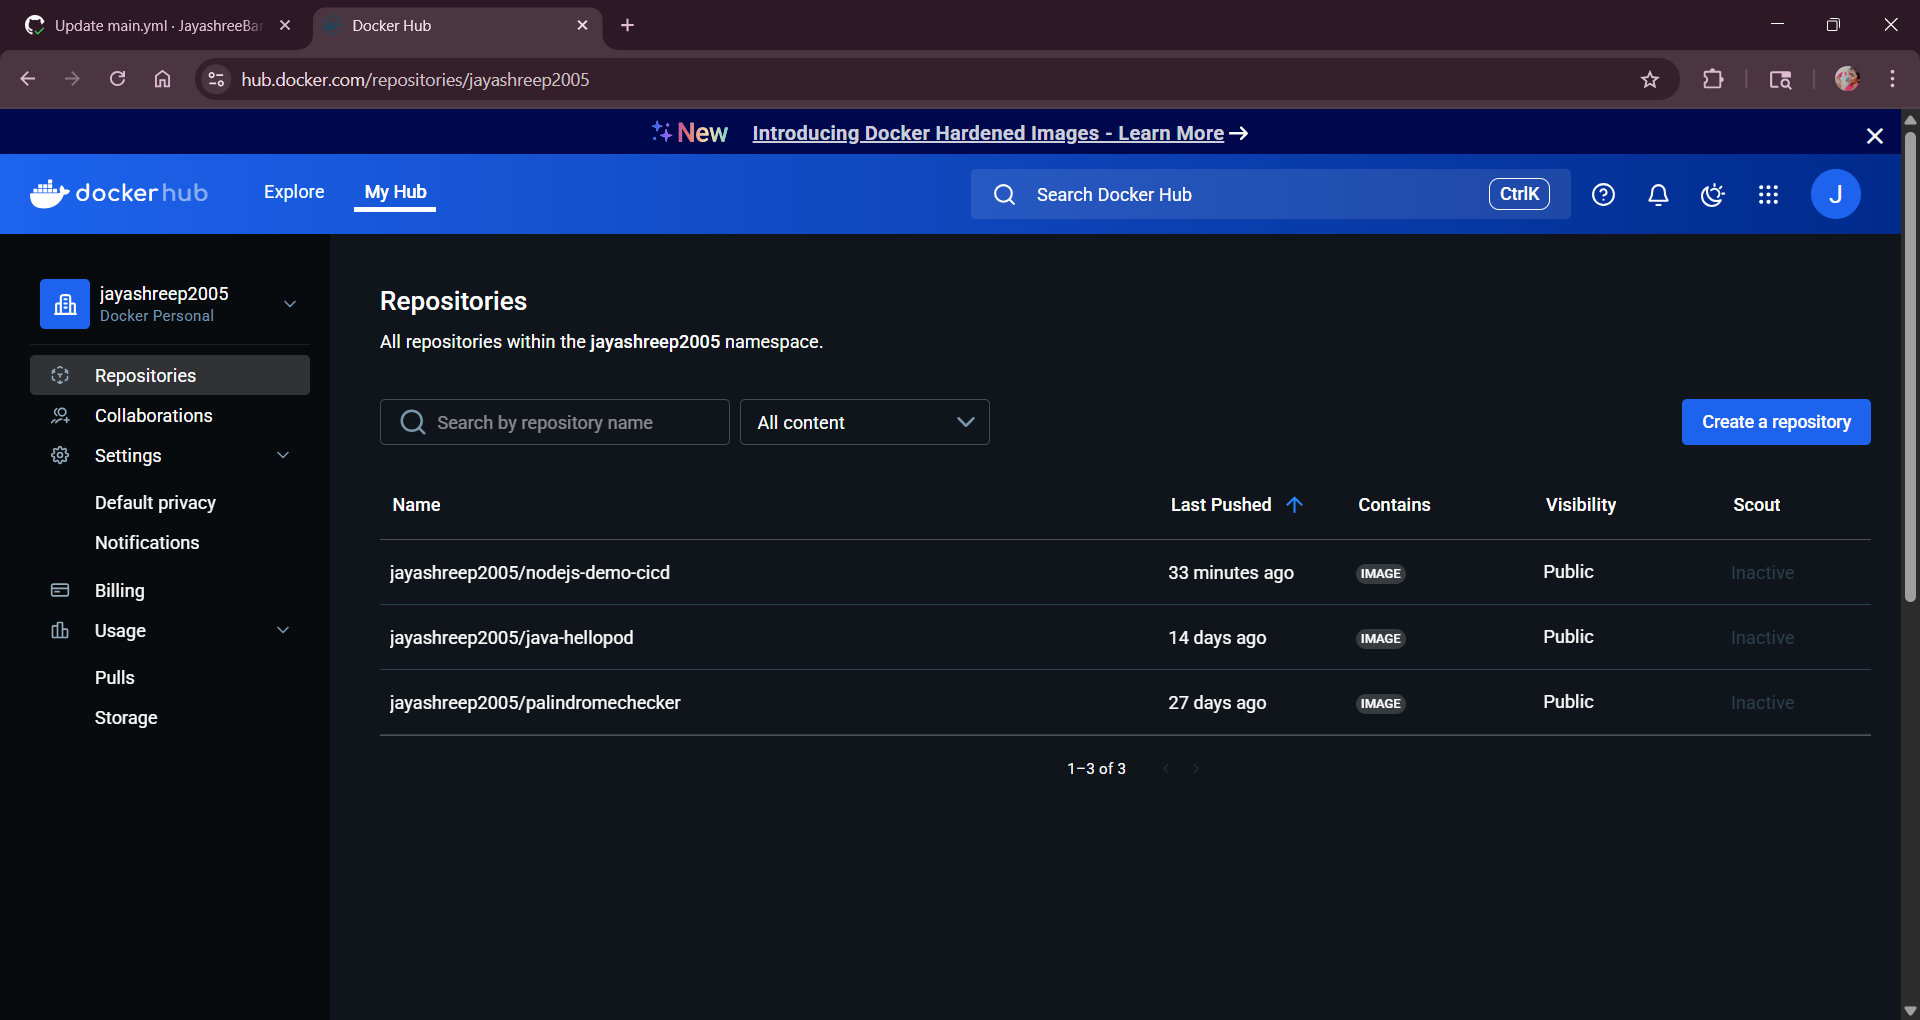 Update main.yml · JayashreeBar
Docker Hub
hub.docker.com/repositories/jayashreep2005
New Introducing Docker Hardened Images - Learn More →
dockerhub Explore My Hub Search Docker Hub CtrlK J
jayashreep2005
Docker Personal
Repositories
Collaborations
Settings
Default privacy
Notifications
Billing
Usage
Pulls
Storage
Repositories
All repositories within the jayashreep2005 namespace.
Search by repository name All content Create a repository
Name Last Pushed Contains Visibility Scout
jayashreep2005/nodejs-demo-cicd 33 minutes ago IMAGE Public Inactive
jayashreep2005/java-hellopod 14 days ago IMAGE Public Inactive
jayashreep2005/palindromechecker 27 days ago IMAGE Public Inactive
1–3 of 3